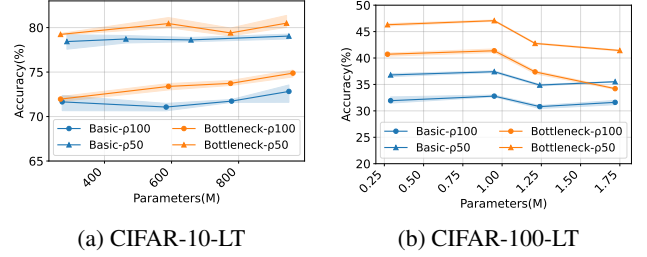 Accuracy(%)
80
75
70
65
400
600
800
Parameters(M)
Basic-ρ100
Basic-ρ50
Bottleneck-ρ100
Bottleneck-ρ50
(a) CIFAR-10-LT
Accuracy(%)
50
45
40
35
30
25
20
0.25
0.50
0.75
1.00
1.25
1.50
1.75
Parameters(M)
Basic-ρ100
Basic-ρ50
Bottleneck-ρ100
Bottleneck-ρ50
(b) CIFAR-100-LT